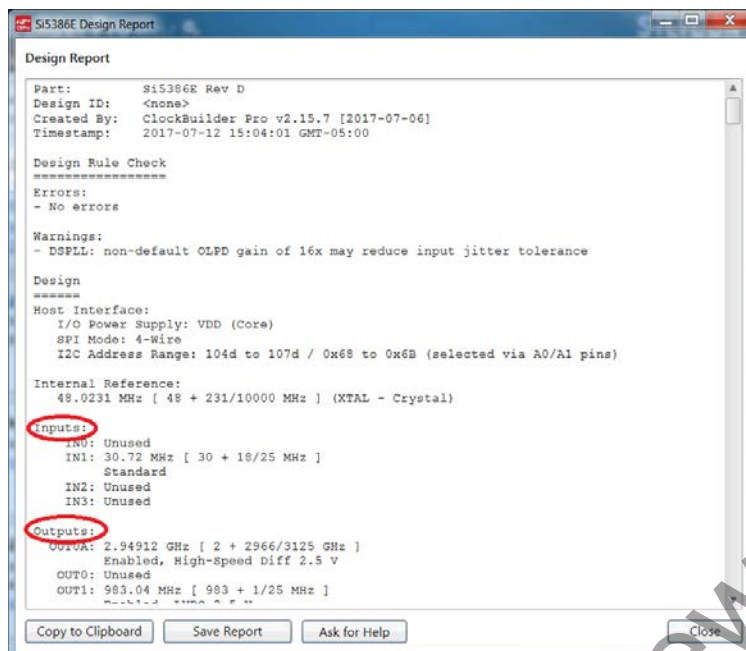 Si5386E Design Report
Design Report
Part: Si5386E Rev D
Design ID: <none>
Created By: ClockBuilder Pro v2.15.7 [2017-07-06]
Timestamp: 2017-07-12 15:04:01 GMT-05:00
Design Rule Check
=================
Errors:
- No errors
Warnings:
- DSPLL: non-default OLPD gain of 16x may reduce input jitter tolerance
Design
======
Host Interface:
I/O Power Supply: VDD (Core)
SPI Mode: 4-Wire
I2C Address Range: 104d to 107d / 0x68 to 0x6B (selected via A0/A1 pins)
Internal Reference:
48.0231 MHz [ 48 + 231/10000 MHz ] (XTAL - Crystal)
Inputs:
IN0: Unused
IN1: 30.72 MHz [ 30 + 18/25 MHz ]
Standard
IN2: Unused
IN3: Unused
Outputs:
OUT0A: 2.94912 GHz [ 2 + 2966/3125 GHz ]
Enabled, High-Speed Diff 2.5 V
OUT0: Unused
OUT1: 983.04 MHz [ 983 + 1/25 MHz ]
Copy to Clipboard Save Report Ask for Help Close